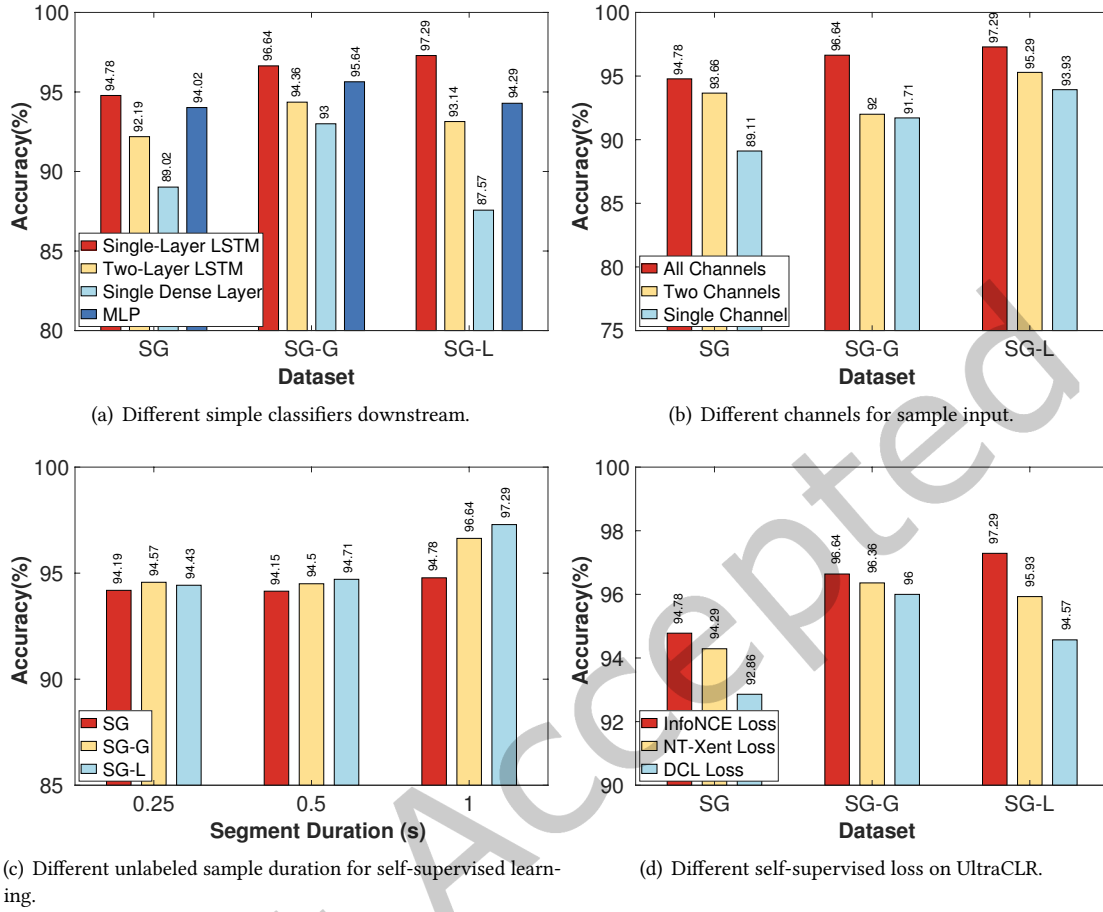 100
95
90
85
80
Accuracy(%)
94.78
92.19
89.02
94.02
96.64
94.36
93
95.64
97.29
93.14
87.57
94.29
Single-Layer LSTM
Two-Layer LSTM
Single Dense Layer
MLP
SG
SG-G
SG-L
Dataset
(a) Different simple classifiers downstream.
100
95
90
85
80
75
Accuracy(%)
94.78
93.66
89.11
96.64
92
91.71
97.29
95.29
93.93
All Channels
Two Channels
Single Channel
SG
SG-G
SG-L
Dataset
(b) Different channels for sample input.
100
95
90
85
Accuracy(%)
94.19
94.57
94.43
94.15
94.5
94.71
94.78
96.64
97.29
SG
SG-G
SG-L
0.25
0.5
1
Segment Duration (s)
(c) Different unlabeled sample duration for self-supervised learn-
ing.
100
98
96
94
92
90
Accuracy(%)
94.78
94.29
92.86
96.64
96.36
96
97.29
95.93
94.57
InfoNCE Loss
NT-Xent Loss
DCL Loss
SG
SG-G
SG-L
Dataset
(d) Different self-supervised loss on UltraCLR.
Accepted